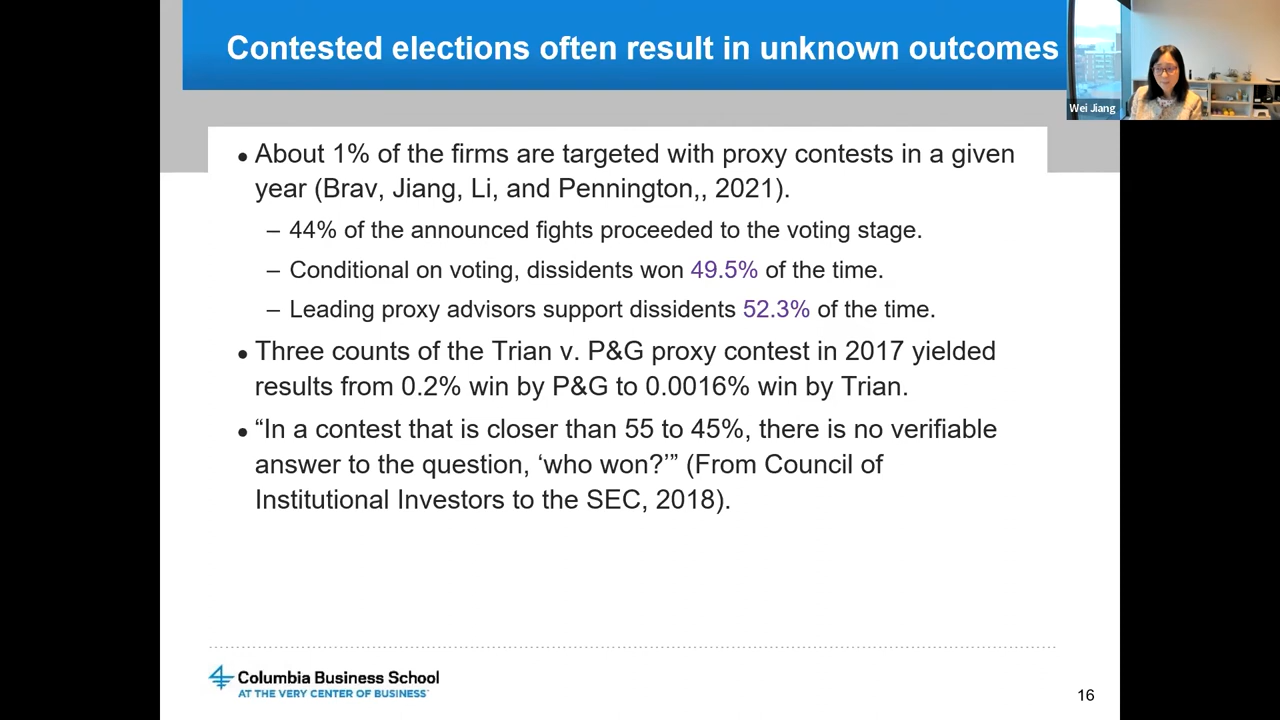 Contested elections often result in unknown outcomes
Wei Jiang
• About 1% of the firms are targeted with proxy contests in a given
year (Brav, Jiang, Li, and Pennington,, 2021).
– 44% of the announced fights proceeded to the voting stage.
– Conditional on voting, dissidents won 49.5% of the time.
– Leading proxy advisors support dissidents 52.3% of the time.
• Three counts of the Trian v. P&G proxy contest in 2017 yielded
results from 0.2% win by P&G to 0.0016% win by Trian.
• “In a contest that is closer than 55 to 45%, there is no verifiable
answer to the question, ‘who won?’” (From Council of
Institutional Investors to the SEC, 2018).
Columbia Business School
AT THE VERY CENTER OF BUSINESS
16